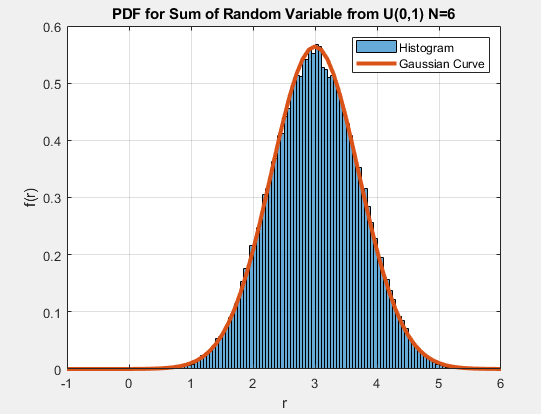 PDF for Sum of Random Variable from U(0,1) N=6
Histogram
Gaussian Curve
f(r)
0.6
0.5
0.4
0.3
0.2
0.1
0
-1 0 1 2 3 4 5 6
r